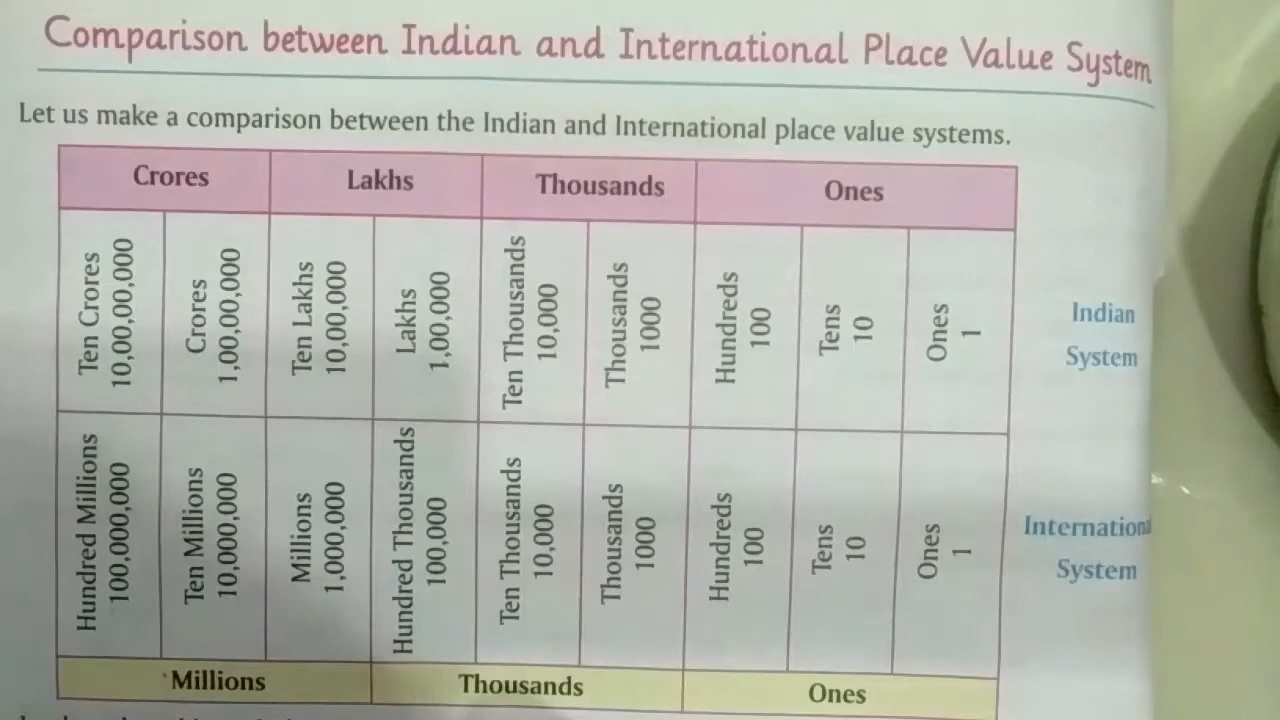 Comparison between Indian and International Place Value System
Let us make a comparison between the Indian and International place value systems.
Crores Lakhs Thousands Ones
Ten Crores 10,00,00,000
Crores 1,00,00,000
Ten Lakhs 10,00,000
Lakhs 1,00,000
Ten Thousands 10,000
Thousands 1000
Hundreds 100
Tens 10
Ones 1
Indian
System
Hundred Millions 100,000,000
Ten Millions 10,000,000
Millions 1,000,000
Hundred Thousands 100,000
Ten Thousands 10,000
Thousands 1000
Hundreds 100
Tens 10
Ones 1
International
System
Millions Thousands Ones